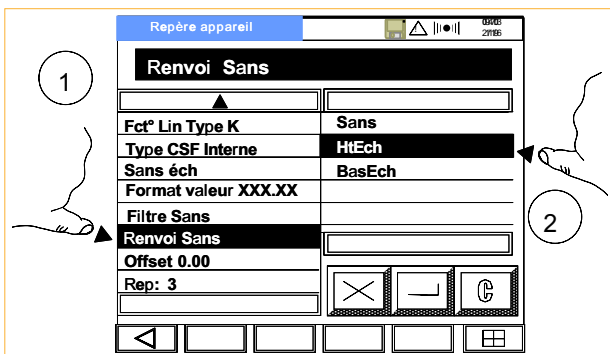 Repère appareil
Renvoi Sans
1
Fct° Lin Type K
Type CSF Interne
Sans éch
Format valeur XXX.XX
Filtre Sans
Renvoi Sans
Offset 0.00
Rep: 3
Sans
HtEch
BasEch
2
C